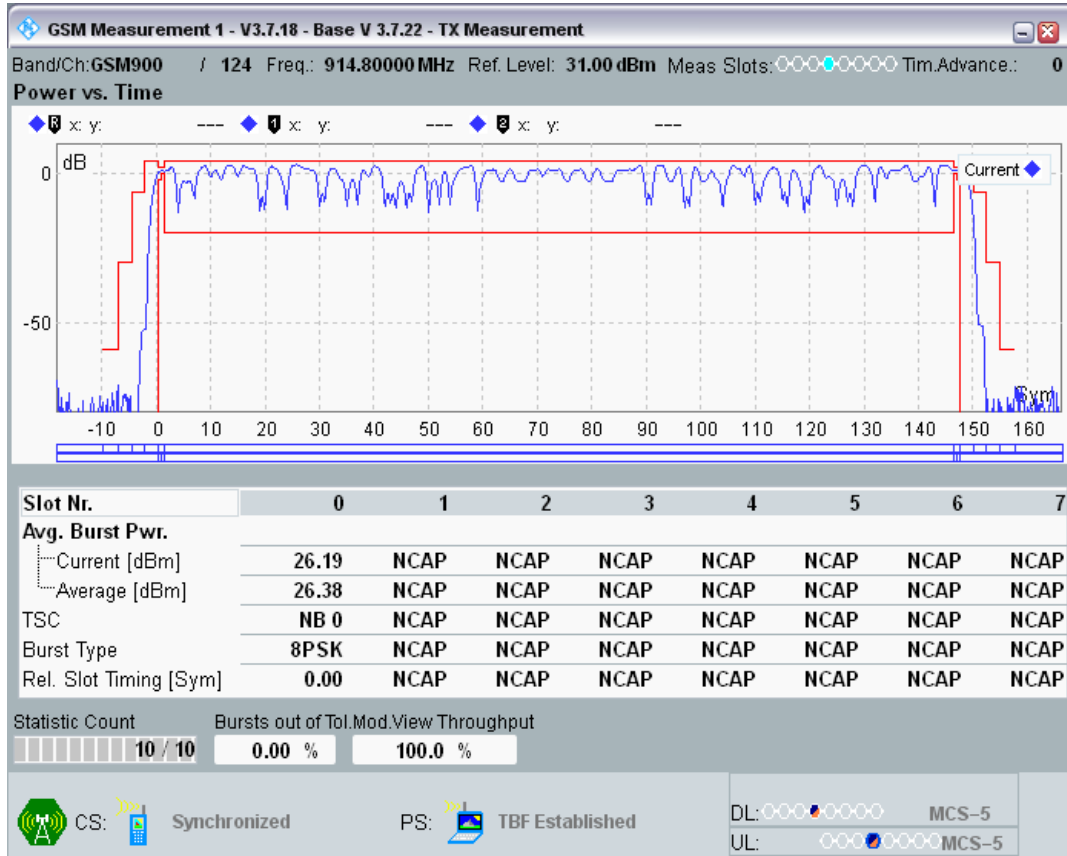 GSM Measurement 1 - V3.7.18 - Base V 3.7.22 - TX Measurement
Band/Ch:GSM900 / 124 Freq.: 914.80000 MHz Ref. Level: 31.00 dBm Meas Slots: Tim.Advance.: 0
Power vs. Time
R x: y: --- 1 x: y: --- 2 x: y: ---
dB
Current
0
-50
Sym
-10 0 10 20 30 40 50 60 70 80 90 100 110 120 130 140 150 160
Slot Nr. 0 1 2 3 4 5 6 7
Avg. Burst Pwr.
Current [dBm] 26.19 NCAP NCAP NCAP NCAP NCAP NCAP NCAP
Average [dBm] 26.38 NCAP NCAP NCAP NCAP NCAP NCAP NCAP
TSC NB 0 NCAP NCAP NCAP NCAP NCAP NCAP NCAP
Burst Type 8PSK NCAP NCAP NCAP NCAP NCAP NCAP NCAP
Rel. Slot Timing [Sym] 0.00 NCAP NCAP NCAP NCAP NCAP NCAP NCAP
Statistic Count Bursts out of Tol. Mod.View Throughput
10 / 10 0.00 % 100.0 %
CS: Synchronized PS: TBF Established DL: MCS-5
UL: MCS-5